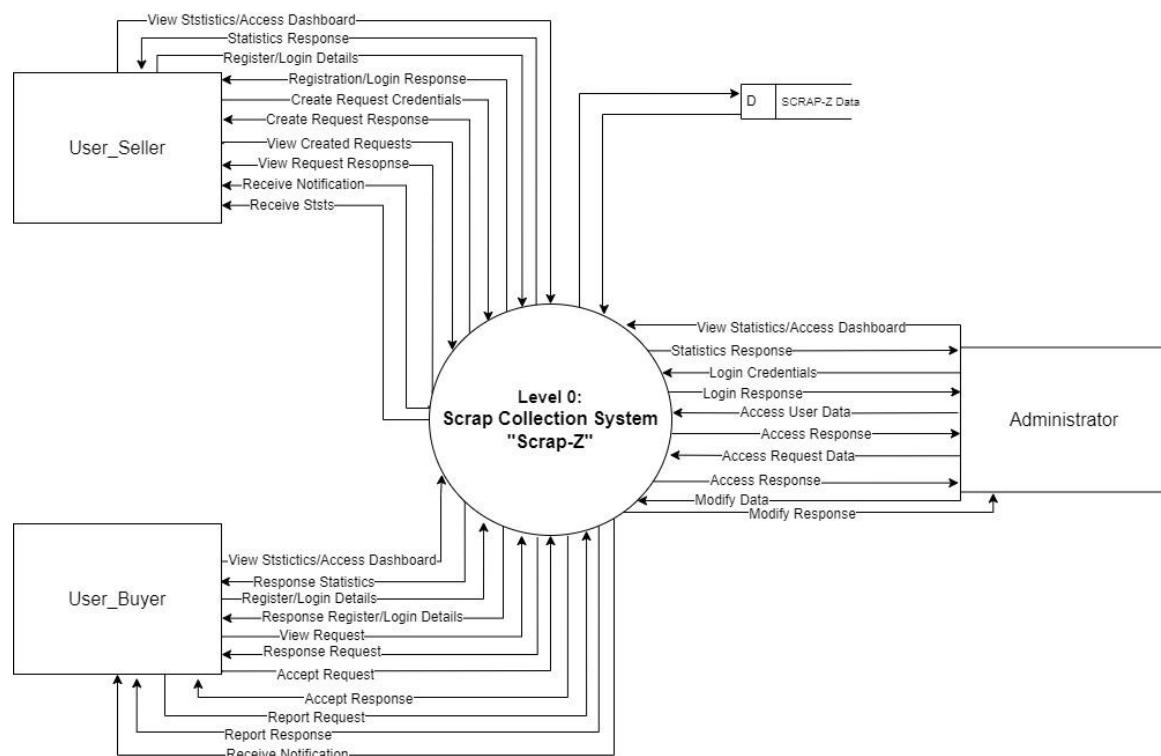 View Ststistics/Access Dashboard
Statistics Response
Register/Login Details
Registration/Login Response
Create Request Credentials
Create Request Response
View Created Requests
View Request Resopnse
Receive Notification
Receive Ststs
User_Seller
D
SCRAP-Z Data
Level 0:
Scrap Collection System
"Scrap-Z"
View Statistics/Access Dashboard
Statistics Response
Login Credentials
Login Response
Access User Data
Access Response
Access Request Data
Access Response
Modify Data
Modify Response
Administrator
User_Buyer
View Ststictics/Access Dashboard
Response Statistics
Register/Login Details
Response Register/Login Details
View Request
Response Request
Accept Request
Accept Response
Report Request
Report Response
Receive Notification